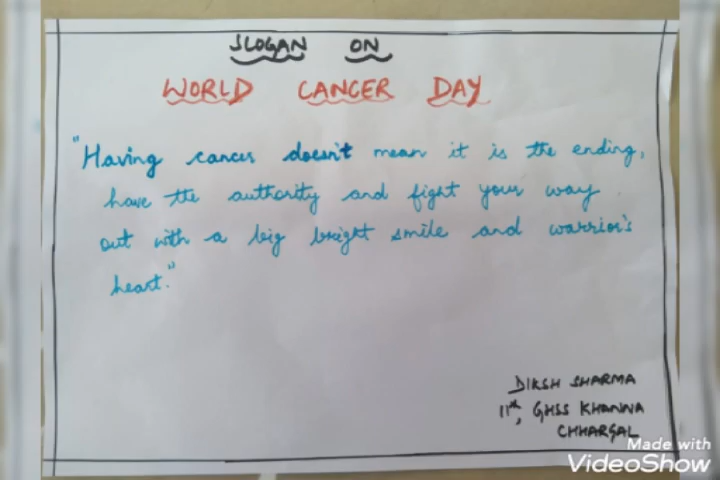 SLOGAN ON
WORLD CANCER DAY
"Having cancer doesn't mean it is the ending,
have the authority and fight your way
out with a big bright smile and warrior's
heart."
DIKSH SHARMA
11th, GHSS KHANNA
CHHARGAL
Made with
VideoShow